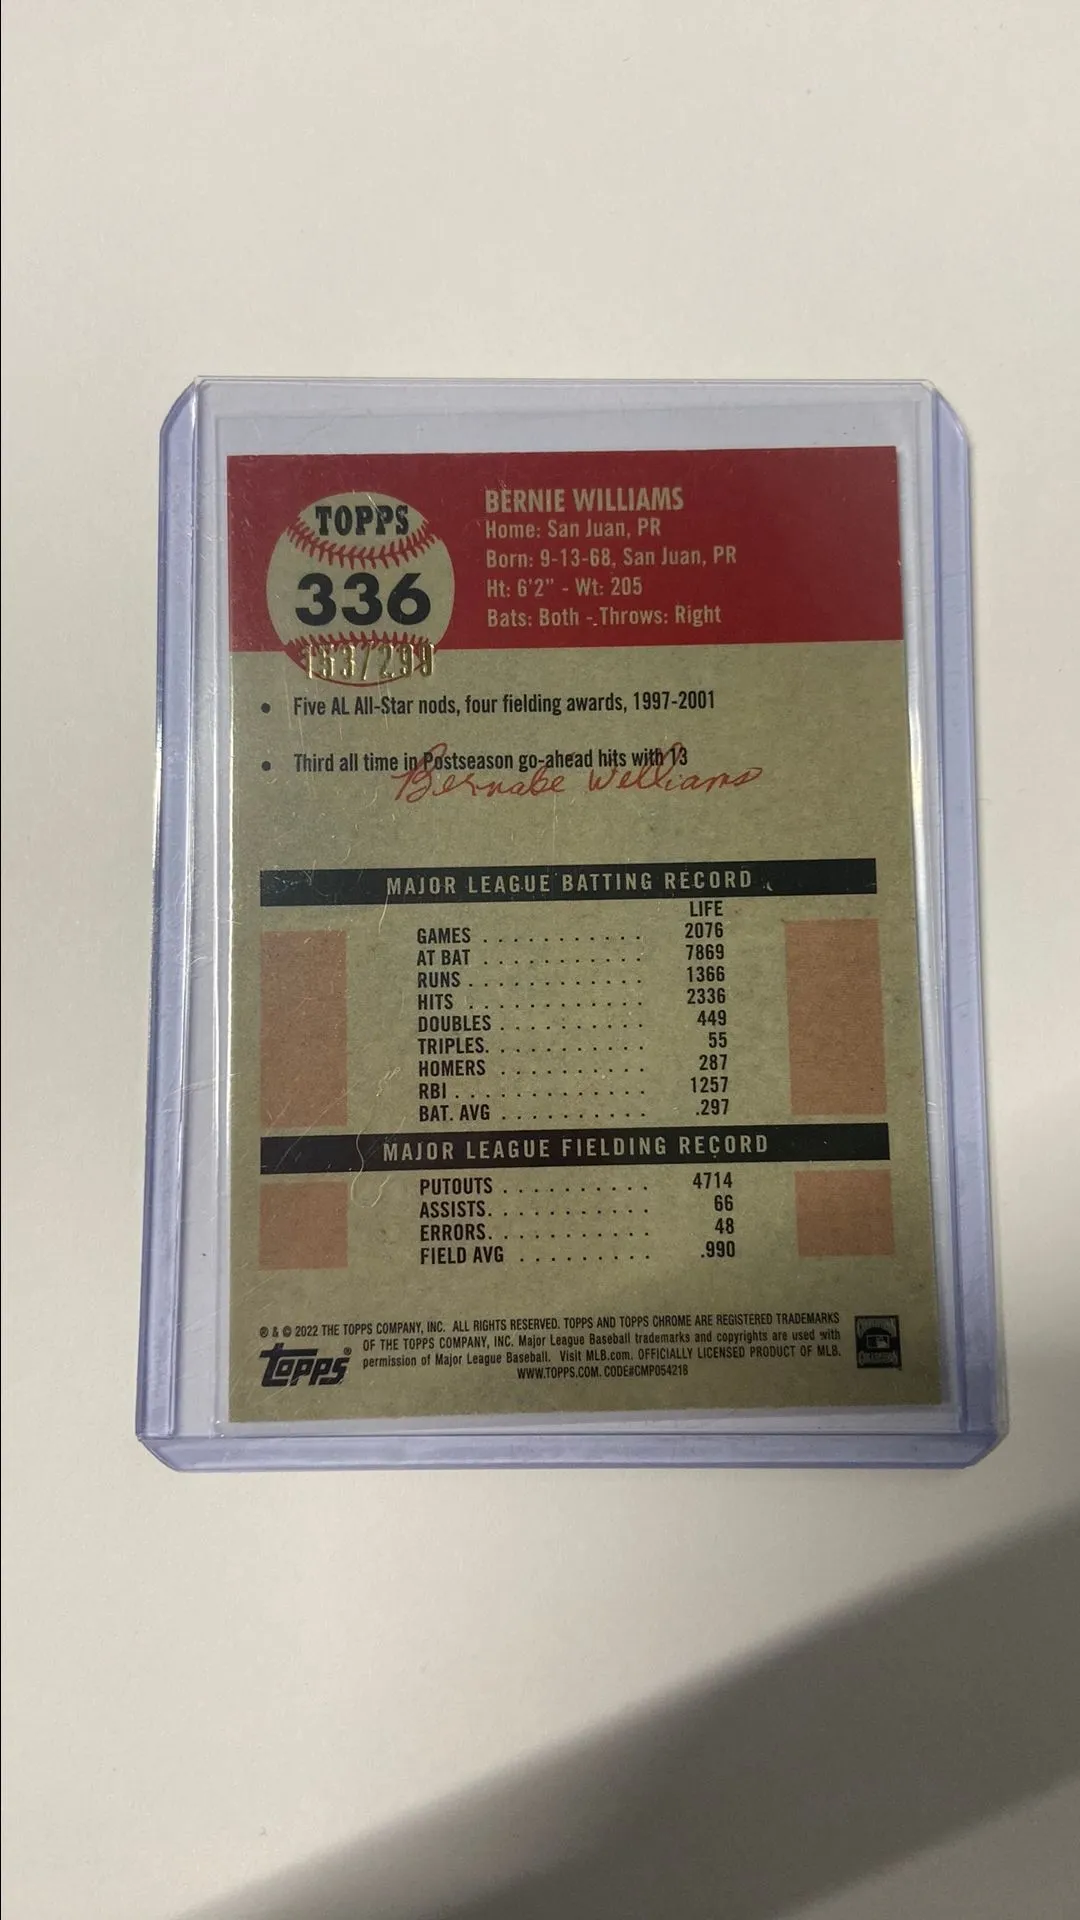 TOPPS
336
153/299
BERNIE WILLIAMS
Home: San Juan, PR
Born: 9-13-68, San Juan, PR
Ht: 6'2" - Wt: 205
Bats: Both - Throws: Right
• Five AL All-Star nods, four fielding awards, 1997-2001
• Third all time in Postseason go-ahead hits with 13
Bernabe Williams
MAJOR LEAGUE BATTING RECORD
LIFE
GAMES . . . . . . . . . . . 2076
AT BAT . . . . . . . . . . . 7869
RUNS . . . . . . . . . . . . 1366
HITS . . . . . . . . . . . . 2336
DOUBLES . . . . . . . . . . 449
TRIPLES. . . . . . . . . . . 55
HOMERS . . . . . . . . . . 287
RBI . . . . . . . . . . . . . 1257
BAT. AVG . . . . . . . . . . .297
MAJOR LEAGUE FIELDING RECORD
PUTOUTS . . . . . . . . . . 4714
ASSISTS. . . . . . . . . . . 66
ERRORS. . . . . . . . . . . 48
FIELD AVG . . . . . . . . . .990
® & © 2022 THE TOPPS COMPANY, INC. ALL RIGHTS RESERVED. TOPPS AND TOPPS CHROME ARE REGISTERED TRADEMARKS
OF THE TOPPS COMPANY, INC. Major League Baseball trademarks and copyrights are used with
permission of Major League Baseball. Visit MLB.com. OFFICIALLY LICENSED PRODUCT OF MLB.
WWW.TOPPS.COM. CODE#CMP054218
topps®